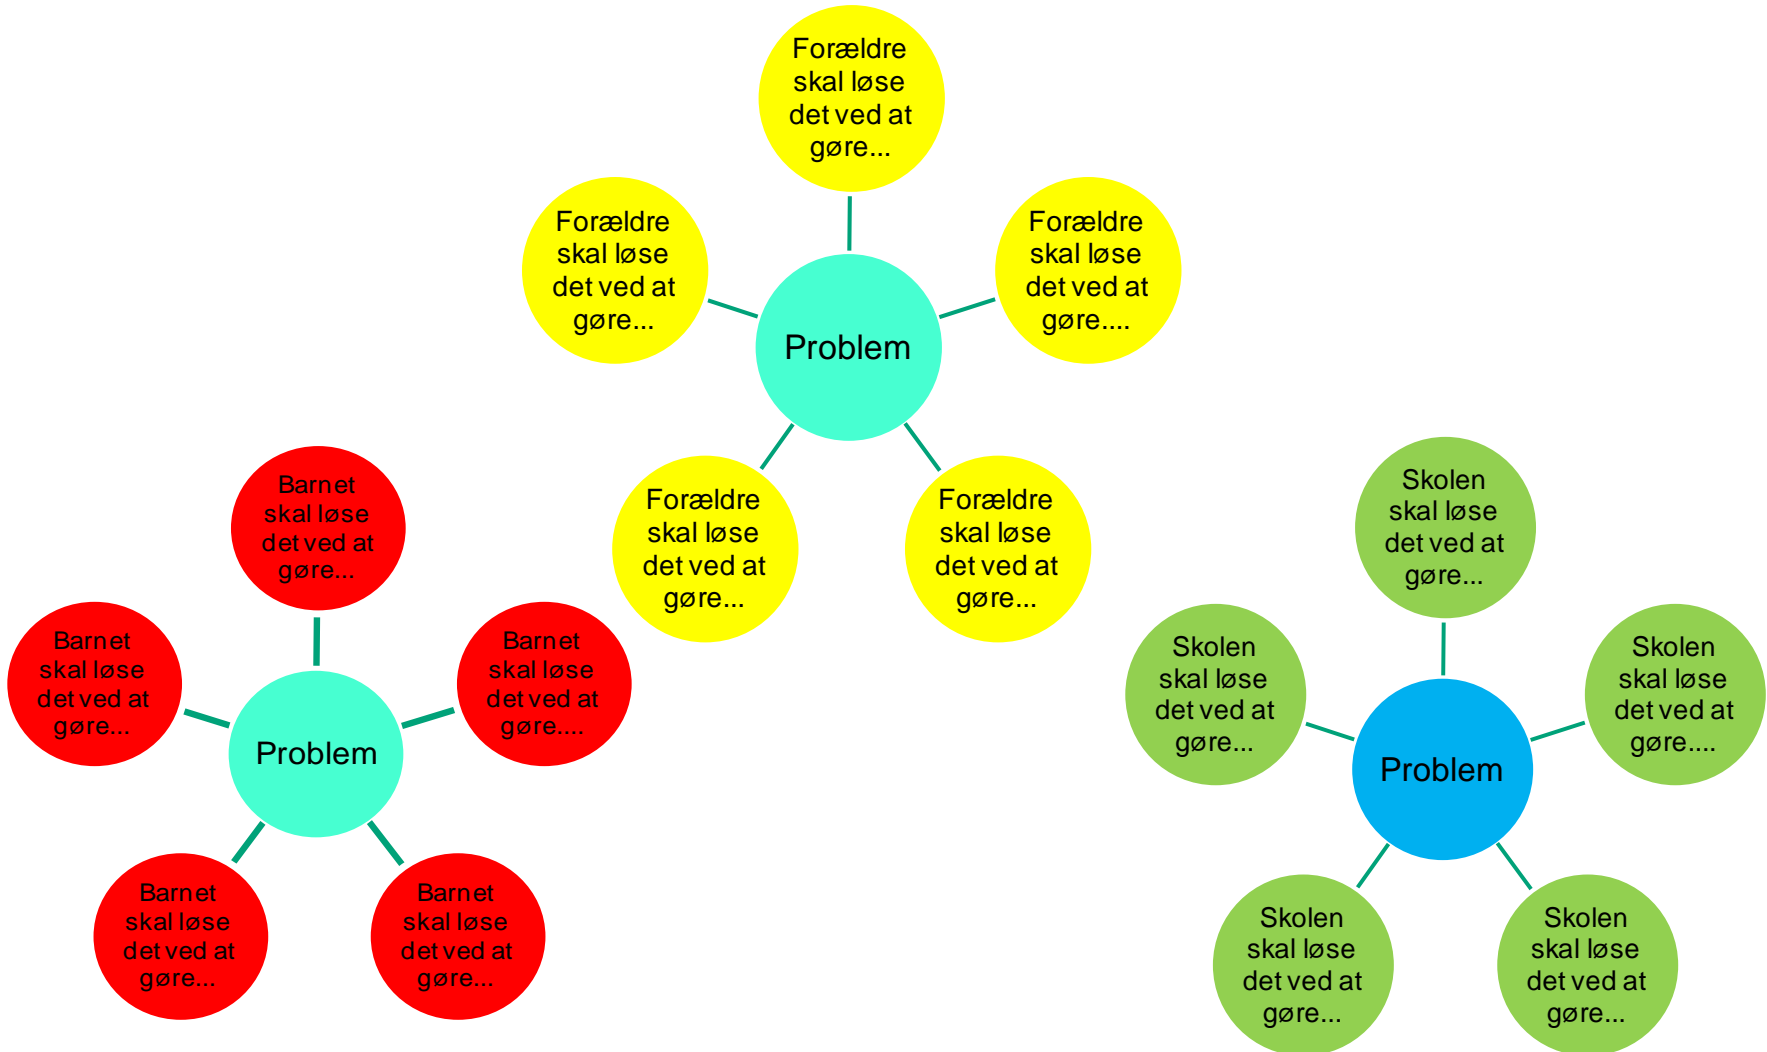 Forældre
skal løse
det ved at
gøre...
Forældre
skal løse
det ved at
gøre...
Forældre
skal løse
det ved at
gøre....
Problem
Forældre
skal løse
det ved at
gøre...
Forældre
skal løse
det ved at
gøre...
Barnet
skal løse
det ved at
gøre...
Barnet
skal løse
det ved at
gøre...
Barnet
skal løse
det ved at
gøre....
Problem
Barnet
skal løse
det ved at
gøre...
Barnet
skal løse
det ved at
gøre...
Skolen
skal løse
det ved at
gøre...
Skolen
skal løse
det ved at
gøre...
Skolen
skal løse
det ved at
gøre....
Problem
Skolen
skal løse
det ved at
gøre...
Skolen
skal løse
det ved at
gøre...